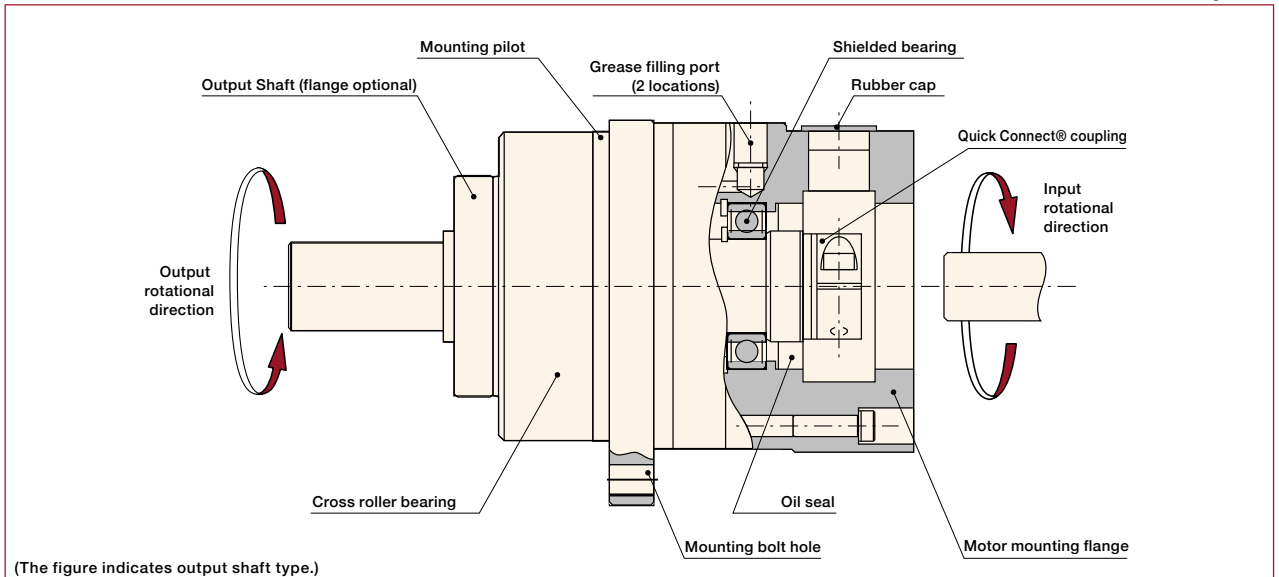 Mounting pilot
Shielded bearing
Grease filling port
(2 locations)
Output Shaft (flange optional)
Rubber cap
Quick Connect® coupling
Input
rotational
direction
Output
rotational
direction
Cross roller bearing
Oil seal
Mounting bolt hole
Motor mounting flange
(The figure indicates output shaft type.)